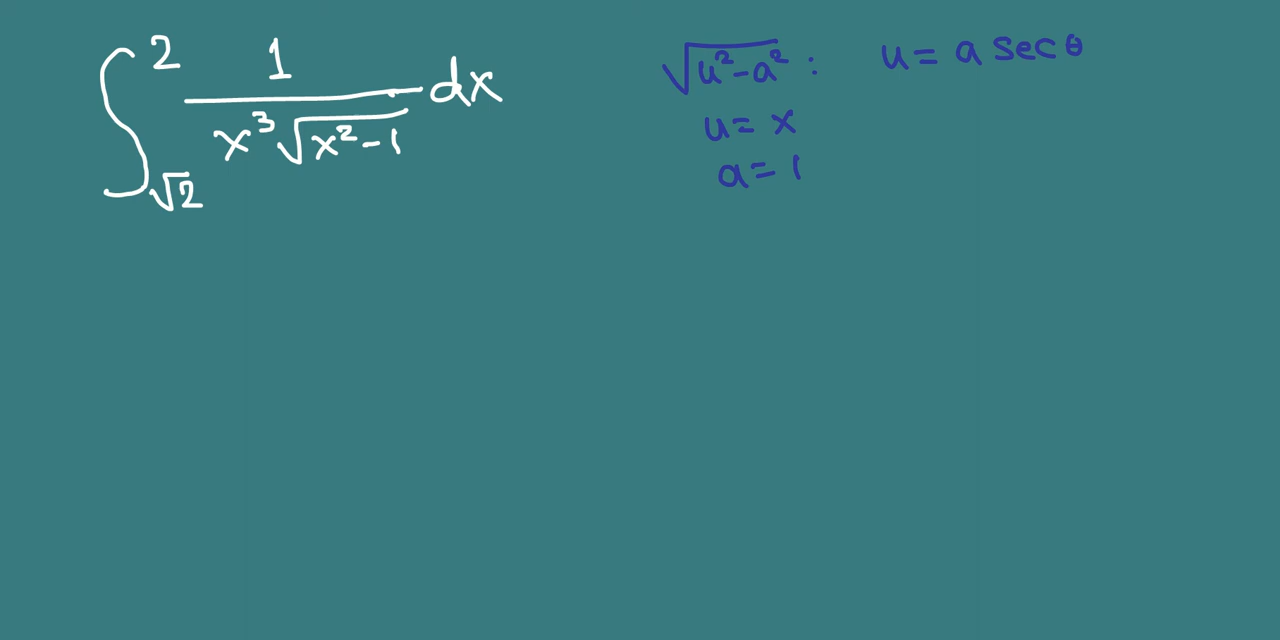 ∫_{√2}^{2} 1/(x³√(x²-1)) dx
√(u²-a²) : u = a sec θ
u = x
a = 1